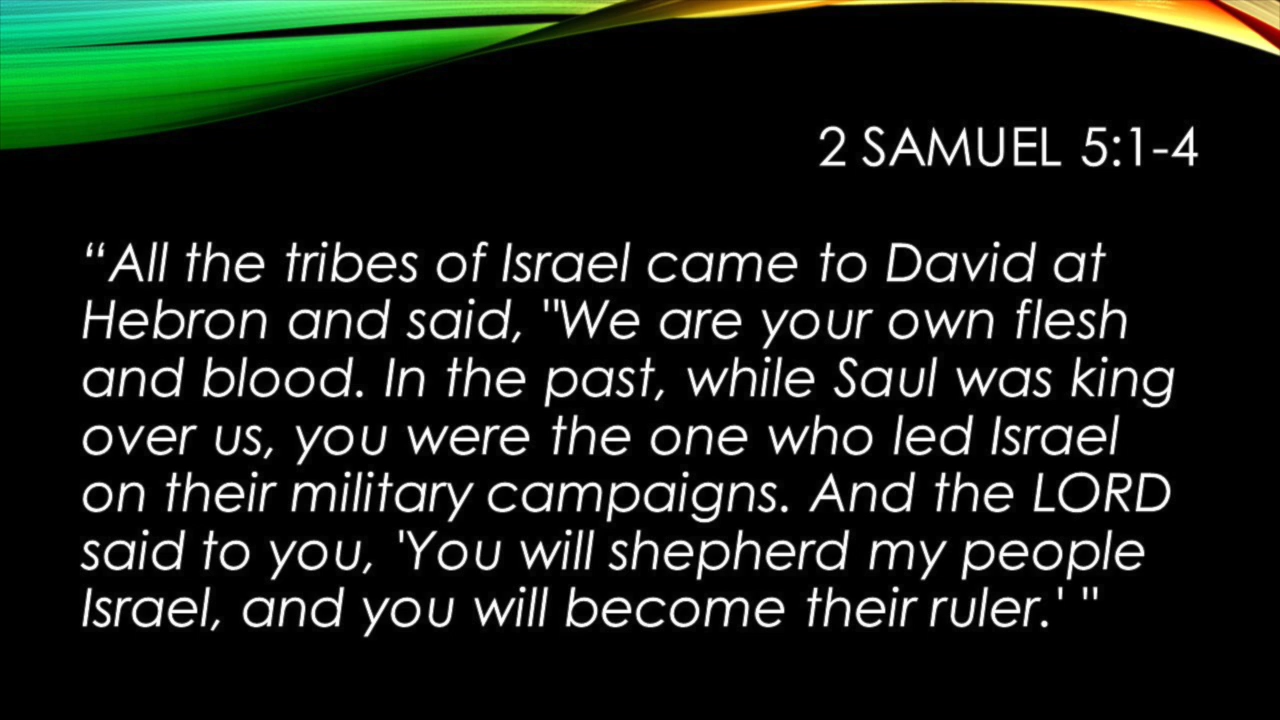 2 SAMUEL 5:1-4
“All the tribes of Israel came to David at
Hebron and said, "We are your own flesh
and blood. In the past, while Saul was king
over us, you were the one who led Israel
on their military campaigns. And the LORD
said to you, 'You will shepherd my people
Israel, and you will become their ruler.' "